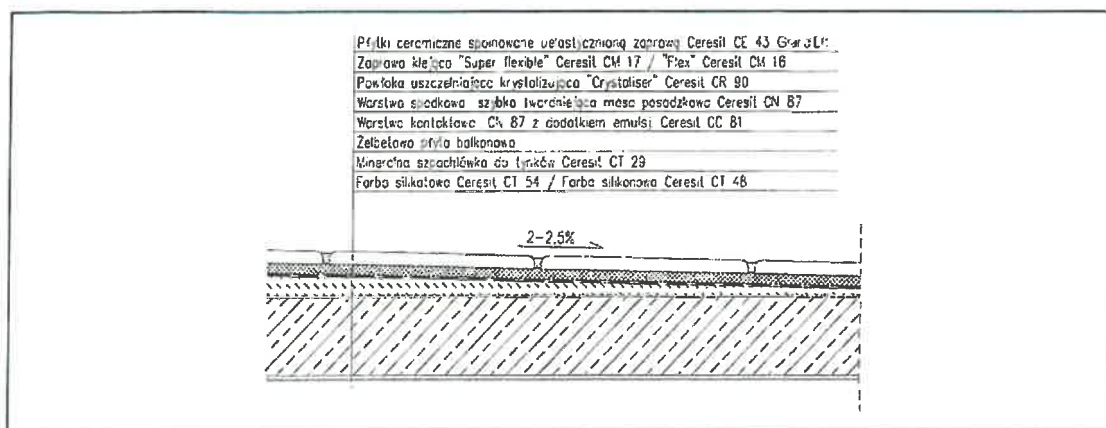 Płytki ceramiczne spoinowane uelastycznioną zaprawą Ceresit CE 43 Grand'Elit
Zaprawa klejąca "Super flexible" Ceresit CM 17 / "Flex" Ceresit CM 16
Powłoka uszczelniająca krystalizująca "Crystaliser" Ceresit CR 90
Warstwa spadkowa szybko twardniejąca masa posadzkowa Ceresit CN 87
Warstwa kontaktowa CN 87 z dodatkiem emulsji Ceresit CC 81
Żelbetowa płyta balkonowa
Mineralna szpachlówka do tynków Ceresit CT 29
Farba silikatowa Ceresit CT 54 / Farba silikonowa Ceresit CT 48
2-2,5%